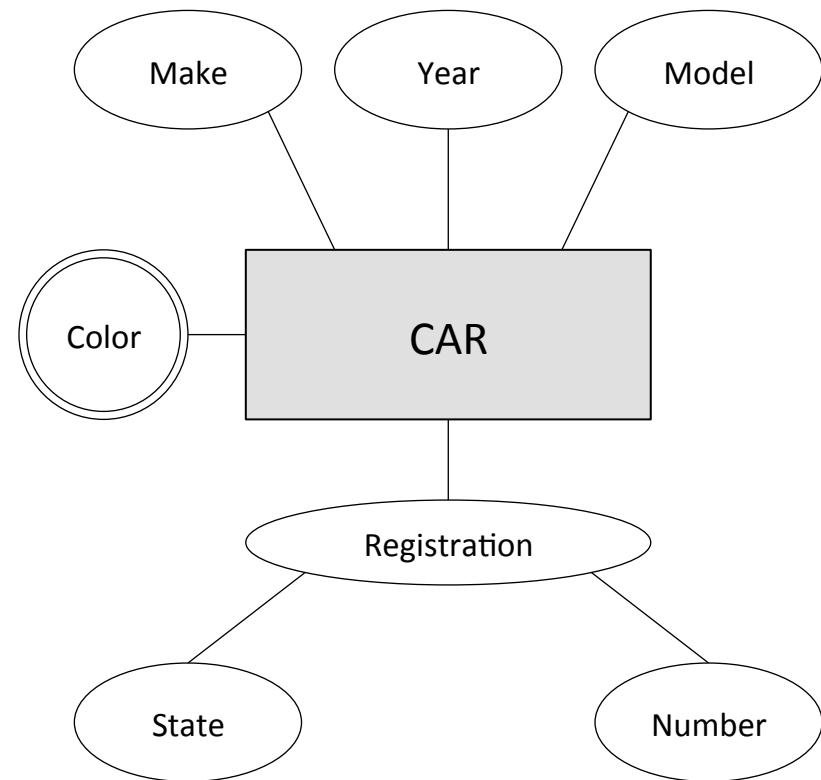 Make
Year
Model
Color
CAR
Registration
State
Number